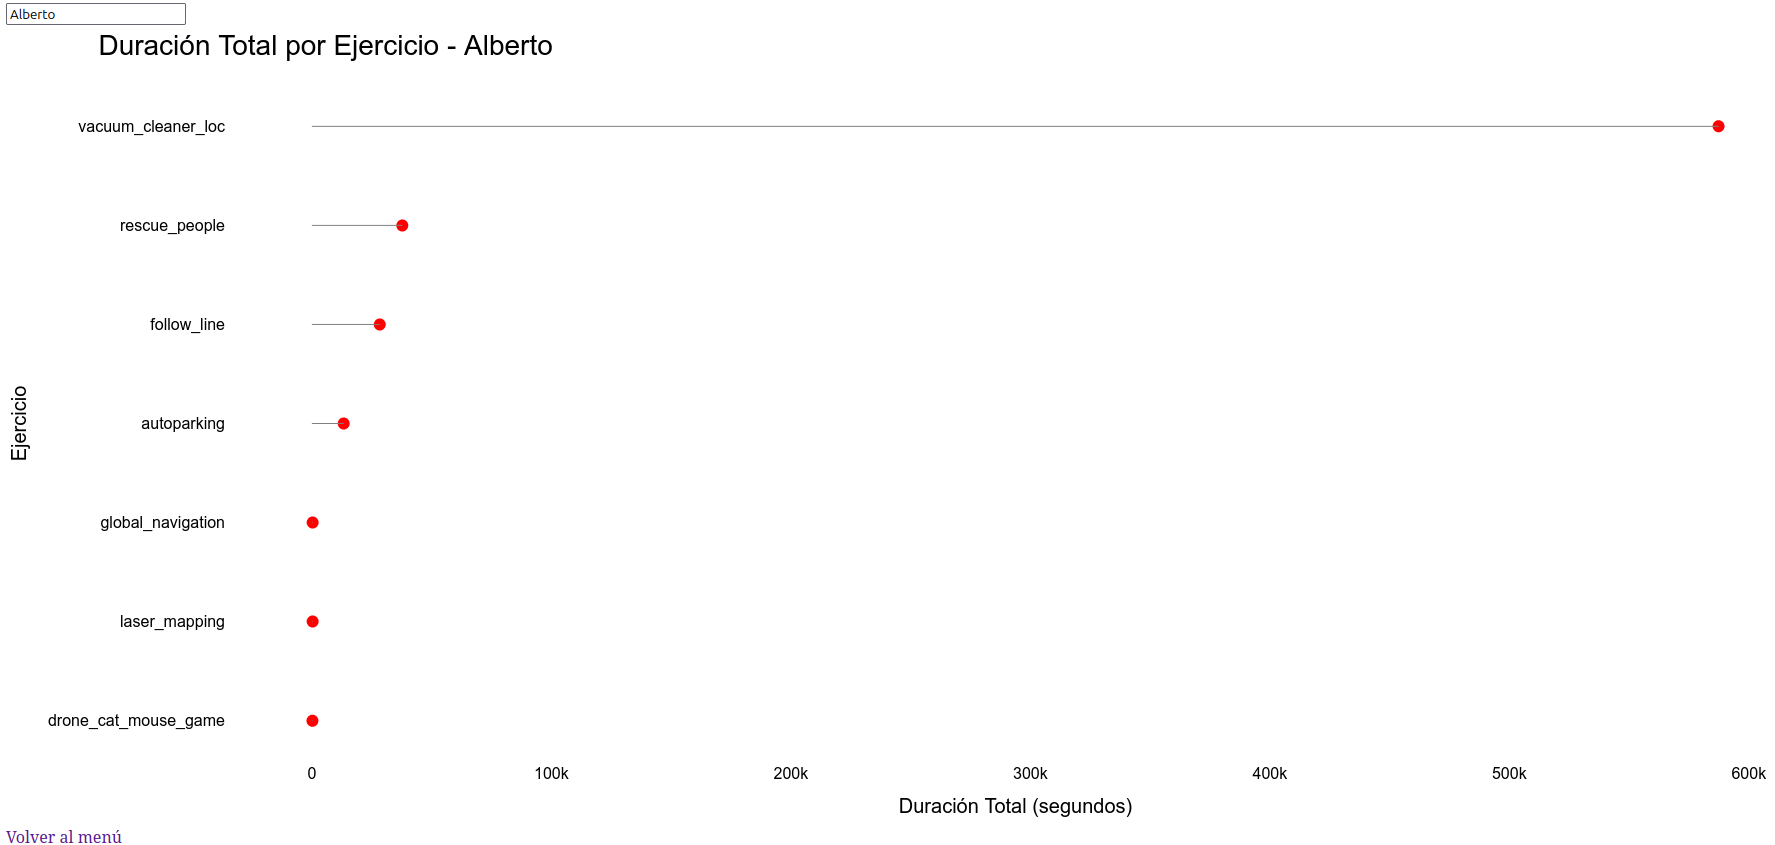 Alberto
Duración Total por Ejercicio - Alberto
vacuum_cleaner_loc
rescue_people
follow_line
autoparking
global_navigation
laser_mapping
drone_cat_mouse_game
Ejercicio
0 100k 200k 300k 400k 500k 600k
Duración Total (segundos)
Volver al menú